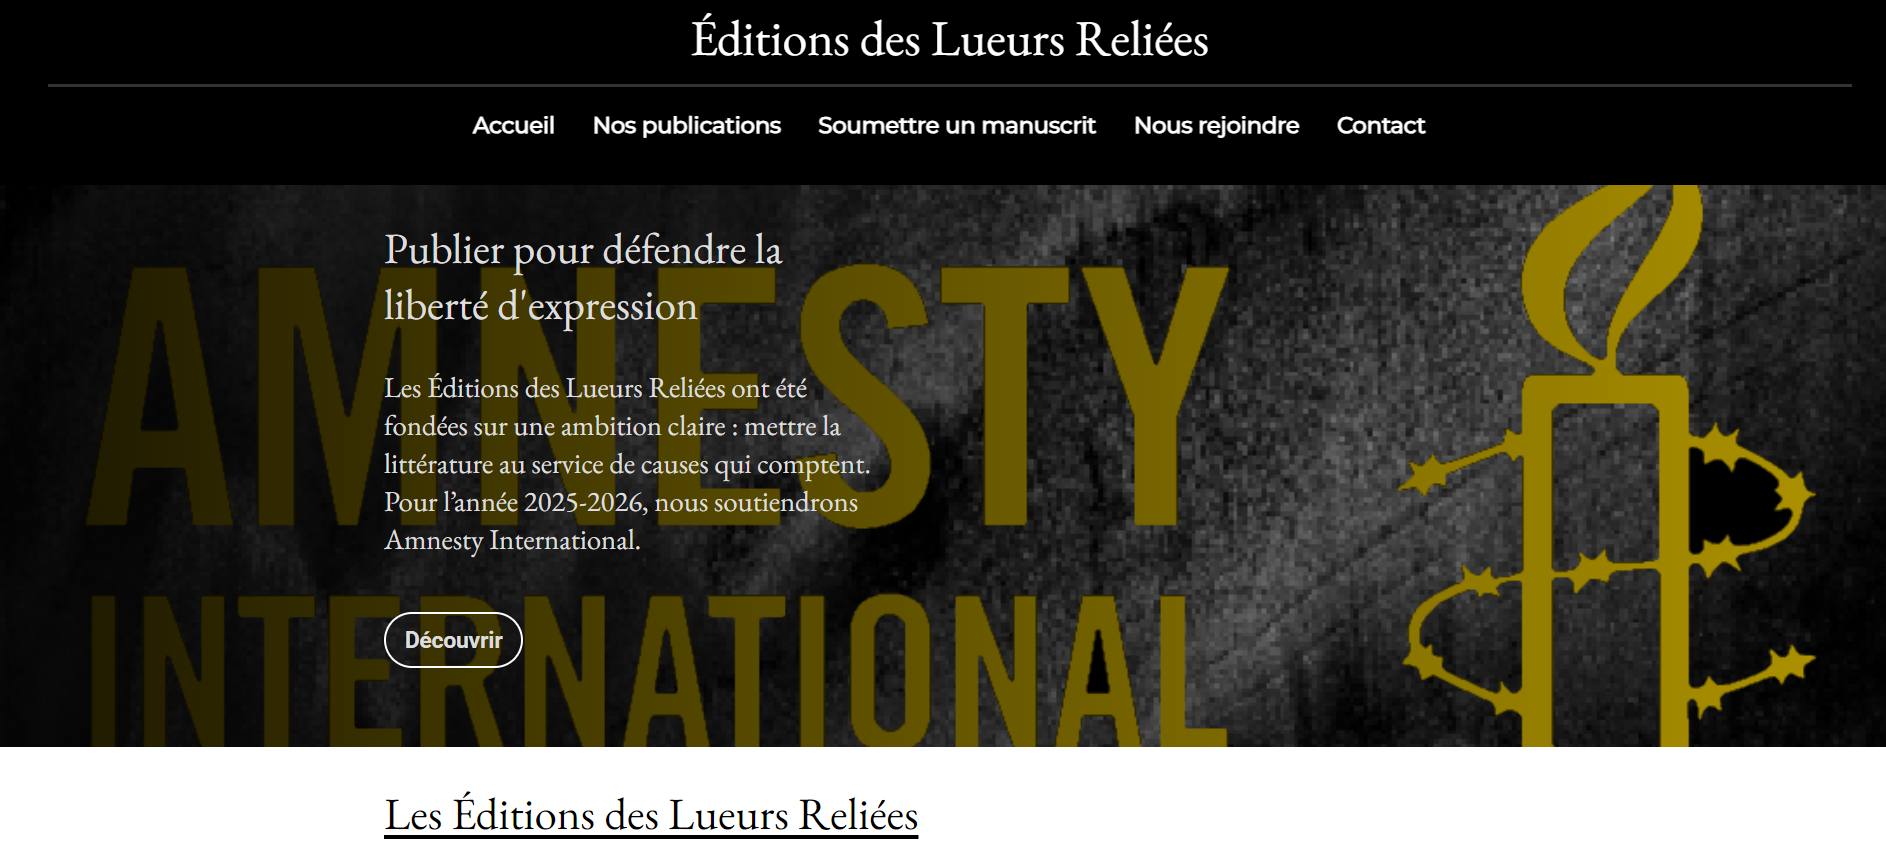 Éditions des Lueurs Reliées
Accueil Nos publications Soumettre un manuscrit Nous rejoindre Contact
AMNESTY
INTERNATIONAL
Publier pour défendre la
liberté d'expression
Les Éditions des Lueurs Reliées ont été
fondées sur une ambition claire : mettre la
littérature au service de causes qui comptent.
Pour l’année 2025-2026, nous soutiendrons
Amnesty International.
Découvrir
Les Éditions des Lueurs Reliées